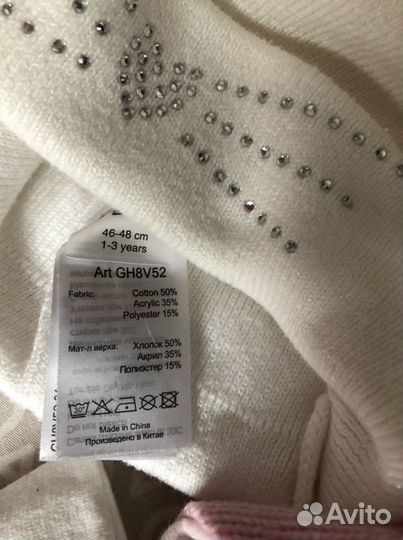 46-48 cm
1-3 years
Art GH8V52
Fabric: Cotton 50%
Acrylic 35%
Polyester 15%
Мат-л верха: Хлопок 50%
Акрил 35%
Полиэстер 15%
30°
Made in China
Произведено в Китае
Avito